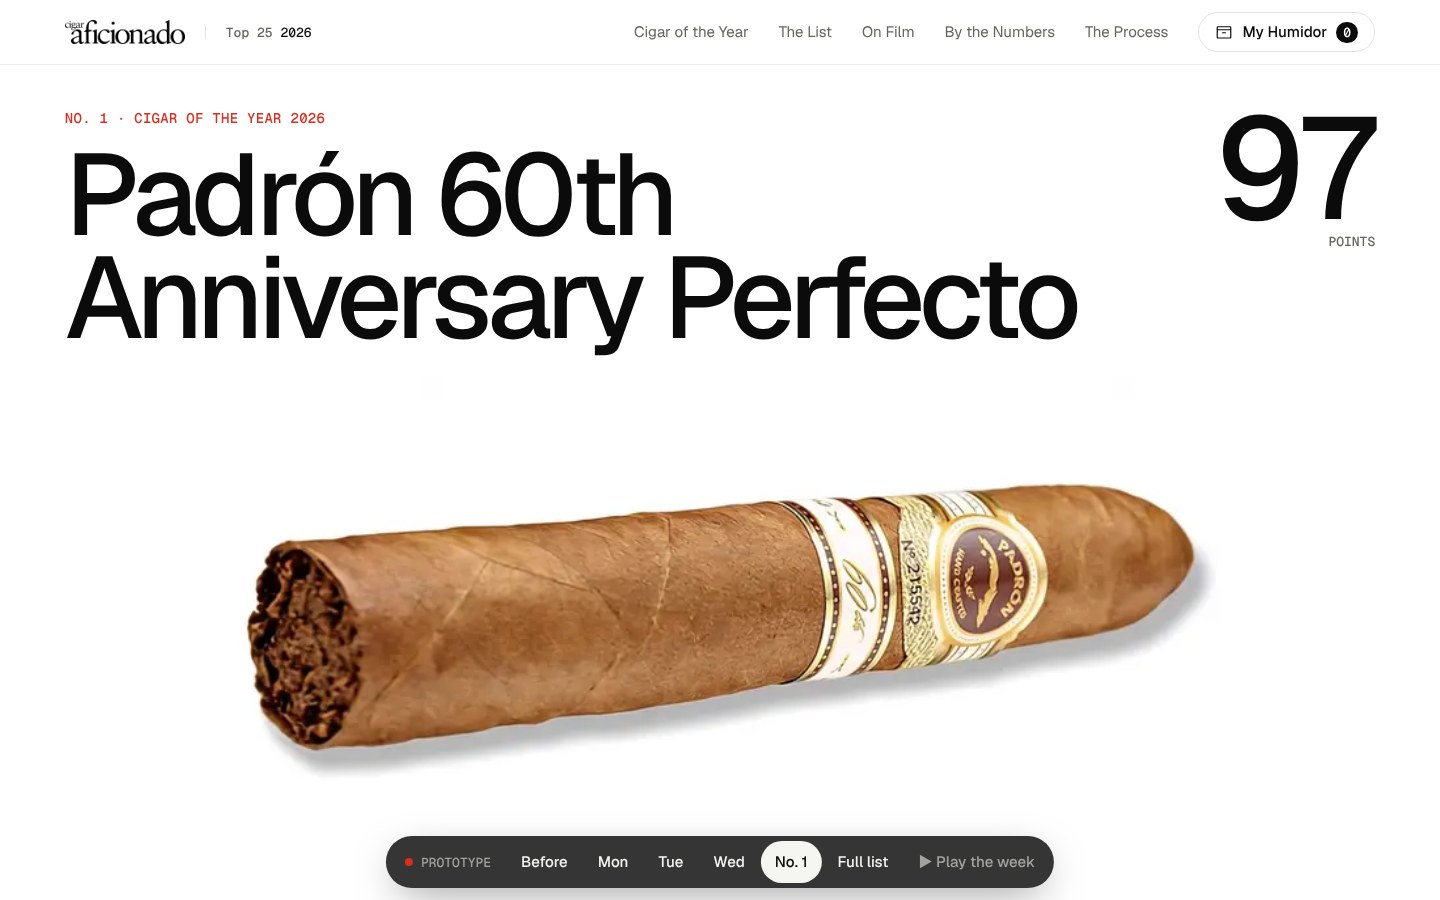 cigar aficionado
Top 25 2026
Cigar of the Year
The List
On Film
By the Numbers
The Process
My Humidor 0
NO. 1 · CIGAR OF THE YEAR 2026
Padrón 60th
Anniversary Perfecto
97
POINTS
60th
Nº 215542
PADRÓN
PROTOTYPE
Before
Mon
Tue
Wed
No. 1
Full list
Play the week